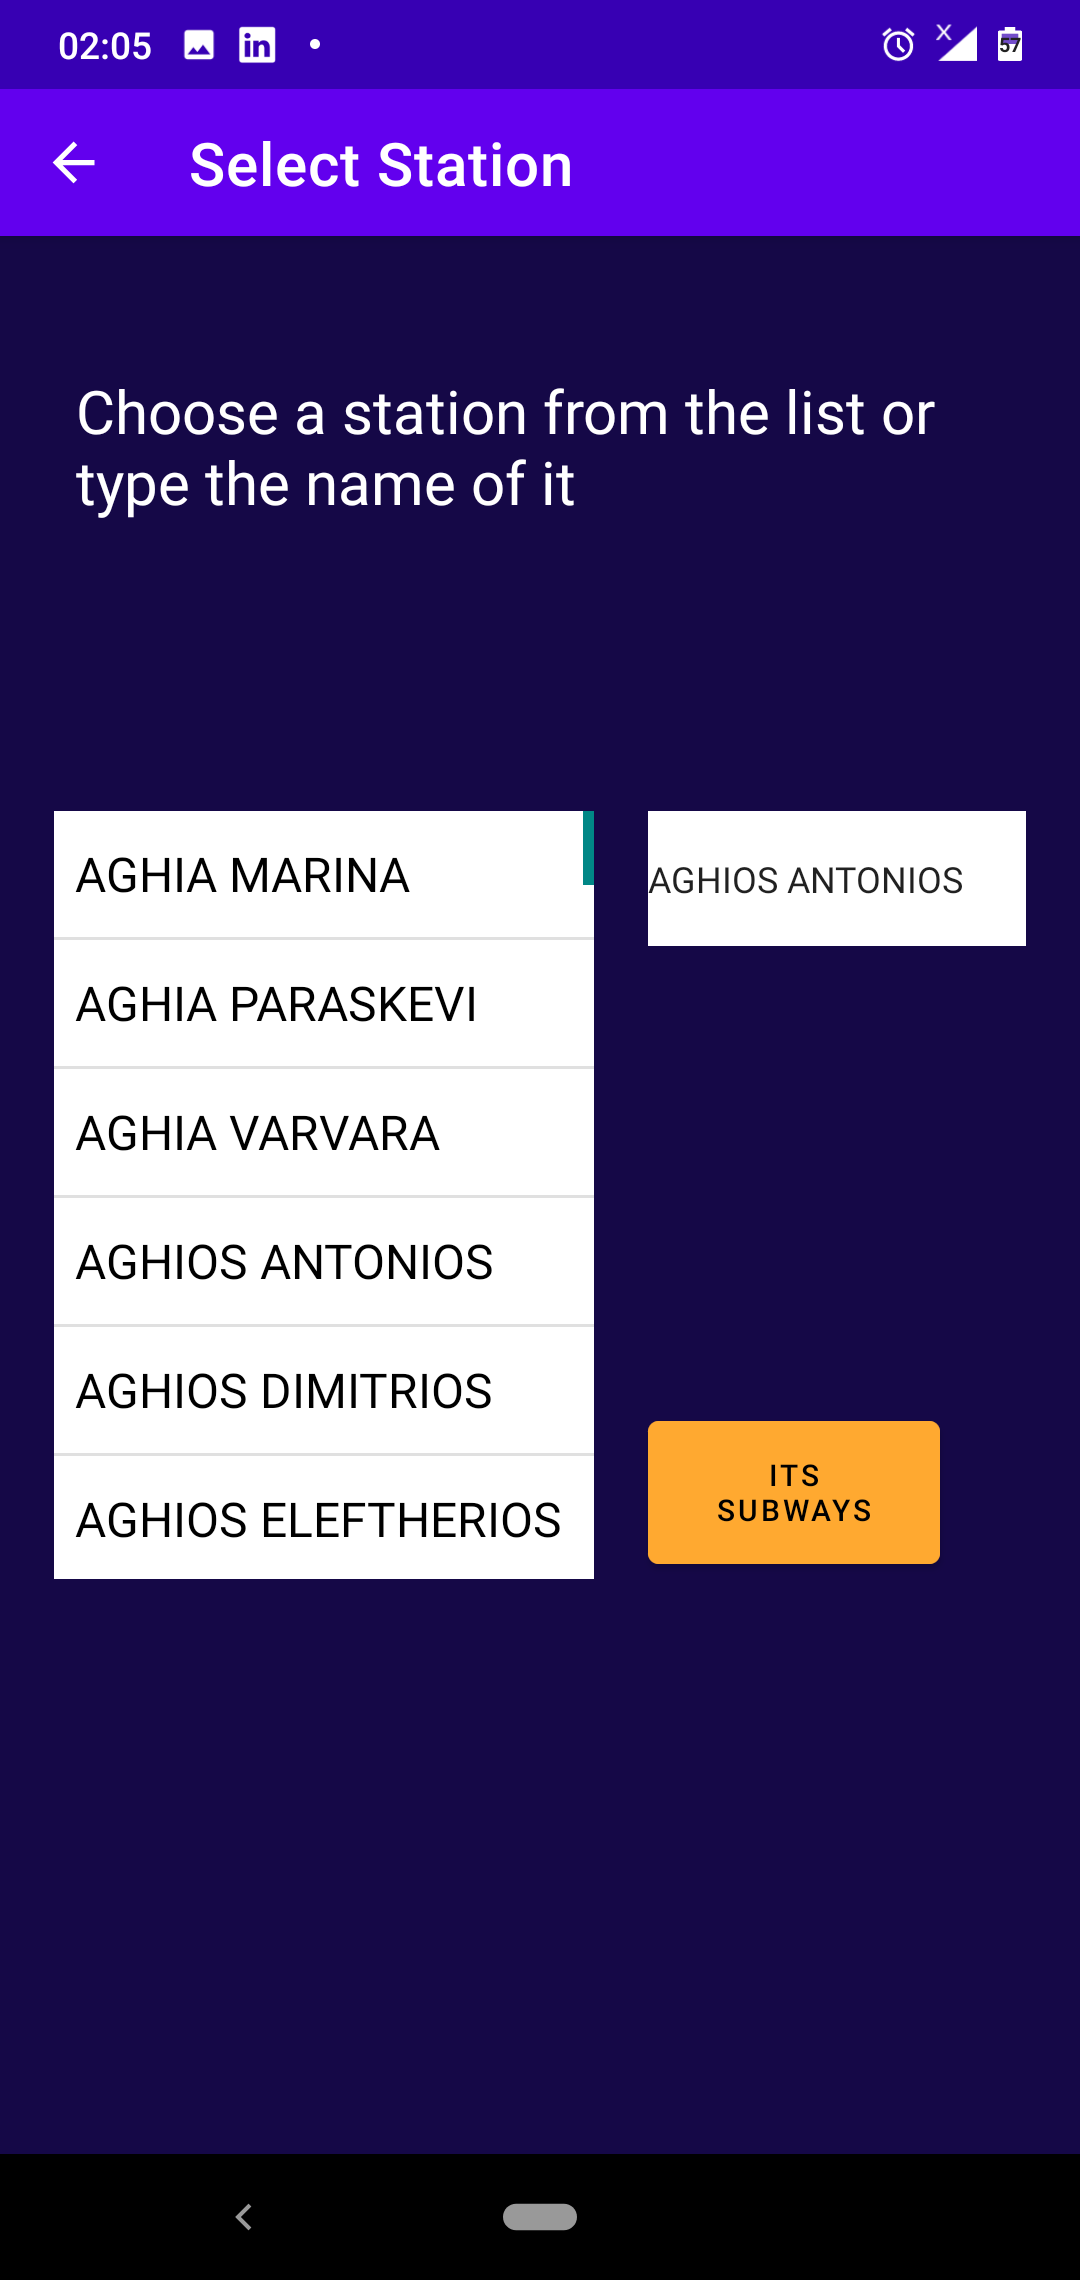 02:05
57
Select Station
Choose a station from the list or
type the name of it
AGHIA MARINA
AGHIA PARASKEVI
AGHIA VARVARA
AGHIOS ANTONIOS
AGHIOS DIMITRIOS
AGHIOS ELEFTHERIOS
AGHIOS ANTONIOS
ITS
SUBWAYS